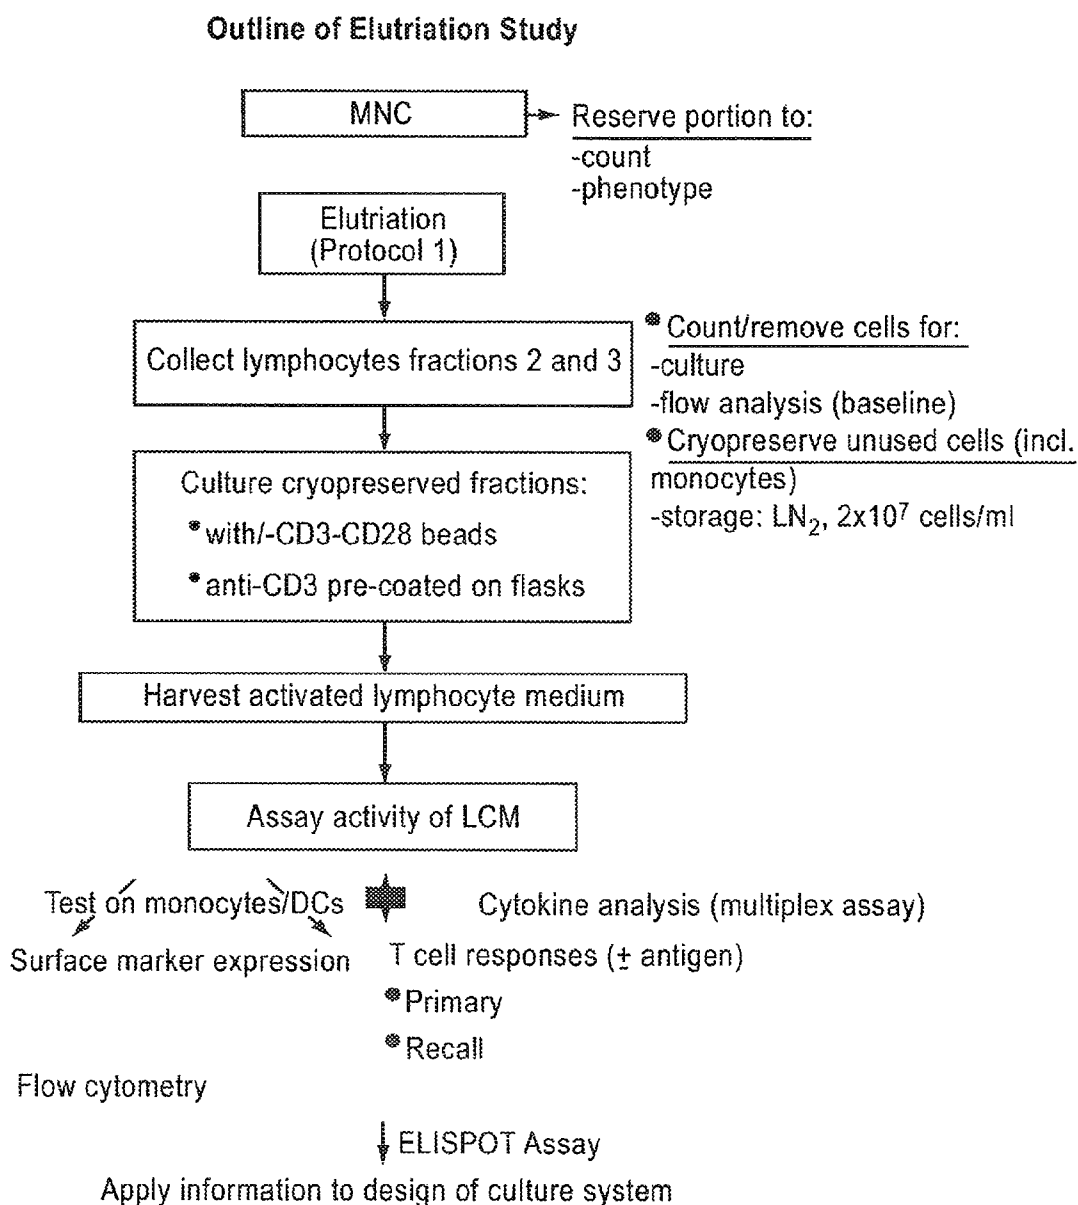 Outline of Elutriation Study
MNC
Reserve portion to:
-count
-phenotype
Elutriation
(Protocol 1)
Collect lymphocytes fractions 2 and 3
• Count/remove cells for:
-culture
-flow analysis (baseline)
• Cryopreserve unused cells (incl.
monocytes)
-storage: LN₂, 2x10⁷ cells/ml
Culture cryopreserved fractions:
• with/-CD3-CD28 beads
• anti-CD3 pre-coated on flasks
Harvest activated lymphocyte medium
Assay activity of LCM
Test on monocytes/DCs
Cytokine analysis (multiplex assay)
Surface marker expression
T cell responses (± antigen)
• Primary
• Recall
Flow cytometry
ELISPOT Assay
Apply information to design of culture system